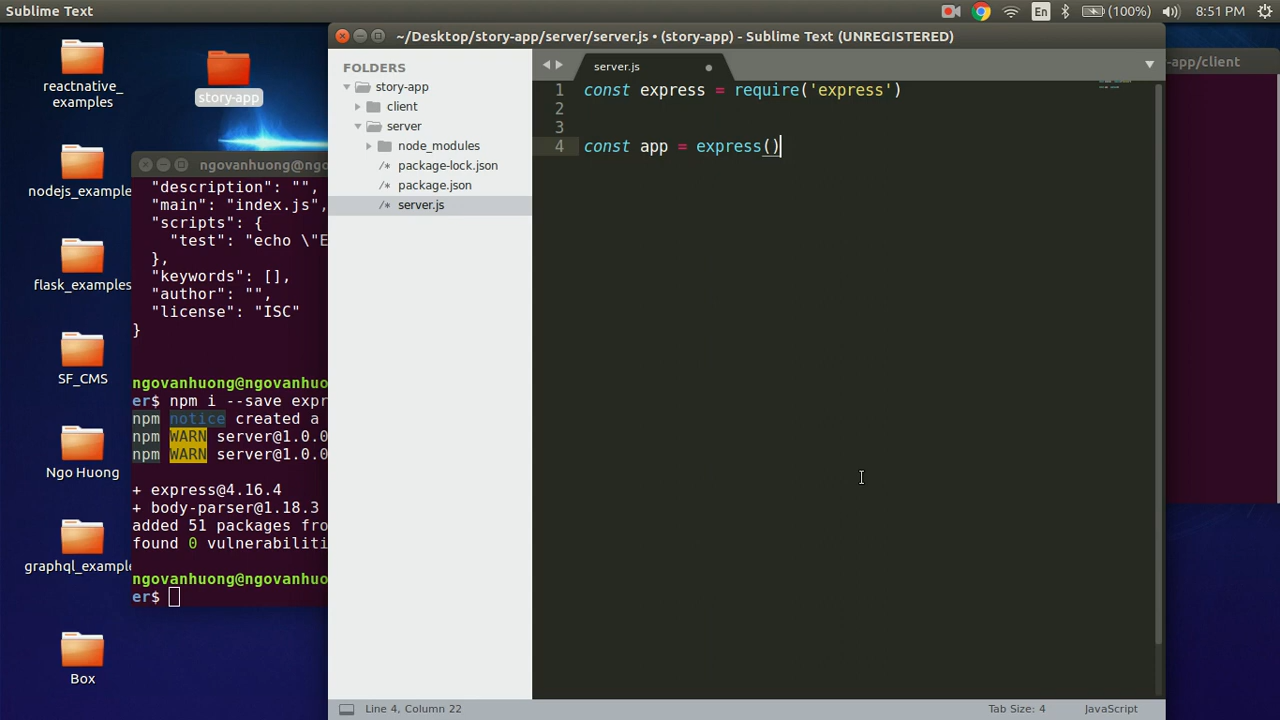 Sublime Text
En
(100%)
8:51 PM
reactnative_
examples
story-app
nodejs_example
flask_examples
SF_CMS
Ngo Huong
graphql_example
Box
ngovanhuong@ngo
"description": "",
"main": "index.js",
"scripts": {
"test": "echo \"E
},
"keywords": [],
"author": "",
"license": "ISC"
}
ngovanhuong@ngovanhuo
er$ npm i --save expr
npm notice created a
npm WARN server@1.0.0
npm WARN server@1.0.0
+ express@4.16.4
+ body-parser@1.18.3
added 51 packages fro
found 0 vulnerabiliti
ngovanhuong@ngovanhuo
er$
~/Desktop/story-app/server/server.js • (story-app) - Sublime Text (UNREGISTERED)
FOLDERS
story-app
client
server
node_modules
/* package-lock.json
/* package.json
/* server.js
server.js
1 const express = require('express')
2
3
4 const app = express()
Line 4, Column 22
Tab Size: 4
JavaScript
-app/client